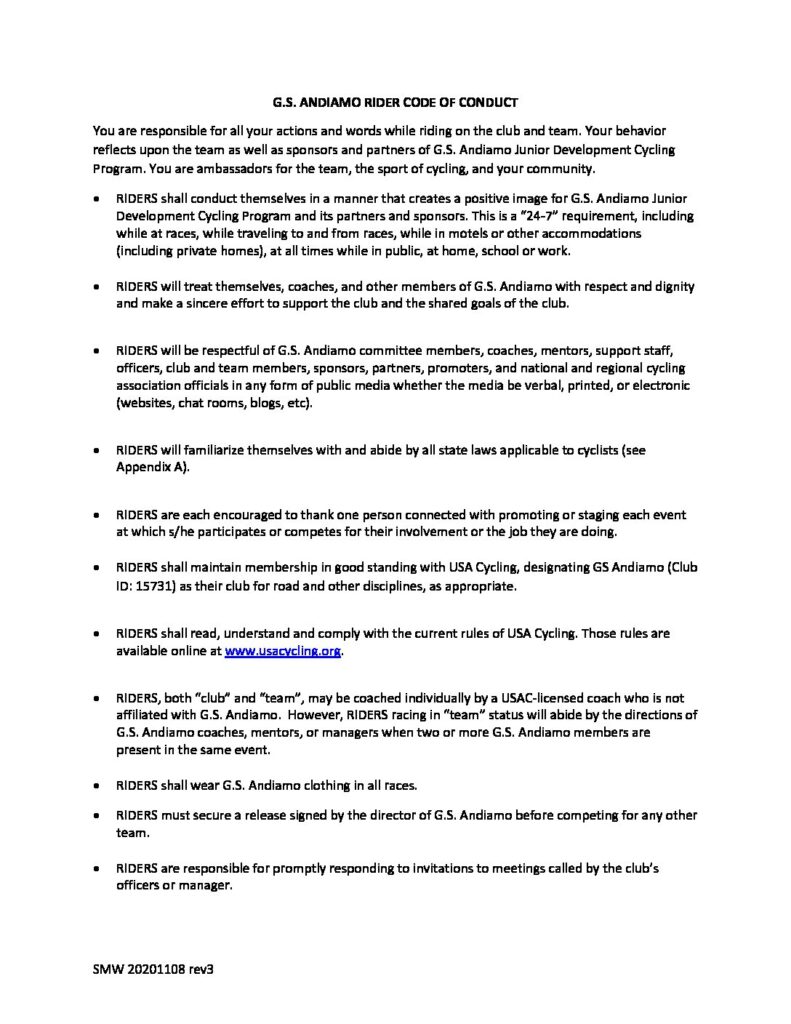 G.S. ANDIAMO RIDER CODE OF CONDUCT
You are responsible for all your actions and words while riding on the club and team. Your behavior
reflects upon the team as well as sponsors and partners of G.S. Andiamo Junior Development Cycling
Program. You are ambassadors for the team, the sport of cycling, and your community.
• RIDERS shall conduct themselves in a manner that creates a positive image for G.S. Andiamo Junior
Development Cycling Program and its partners and sponsors. This is a “24-7” requirement, including
while at races, while traveling to and from races, while in motels or other accommodations
(including private homes), at all times while in public, at home, school or work.
• RIDERS will treat themselves, coaches, and other members of G.S. Andiamo with respect and dignity
and make a sincere effort to support the club and the shared goals of the club.
• RIDERS will be respectful of G.S. Andiamo committee members, coaches, mentors, support staff,
officers, club and team members, sponsors, partners, promoters, and national and regional cycling
association officials in any form of public media whether the media be verbal, printed, or electronic
(websites, chat rooms, blogs, etc).
• RIDERS will familiarize themselves with and abide by all state laws applicable to cyclists (see
Appendix A).
• RIDERS are each encouraged to thank one person connected with promoting or staging each event
at which s/he participates or competes for their involvement or the job they are doing.
• RIDERS shall maintain membership in good standing with USA Cycling, designating GS Andiamo (Club
ID: 15731) as their club for road and other disciplines, as appropriate.
• RIDERS shall read, understand and comply with the current rules of USA Cycling. Those rules are
available online at www.usacycling.org.
• RIDERS, both “club” and “team”, may be coached individually by a USAC-licensed coach who is not
affiliated with G.S. Andiamo.  However, RIDERS racing in “team” status will abide by the directions of
G.S. Andiamo coaches, mentors, or managers when two or more G.S. Andiamo members are
present in the same event.
• RIDERS shall wear G.S. Andiamo clothing in all races.
• RIDERS must secure a release signed by the director of G.S. Andiamo before competing for any other
team.
• RIDERS are responsible for promptly responding to invitations to meetings called by the club’s
officers or manager.
SMW 20201108 rev3